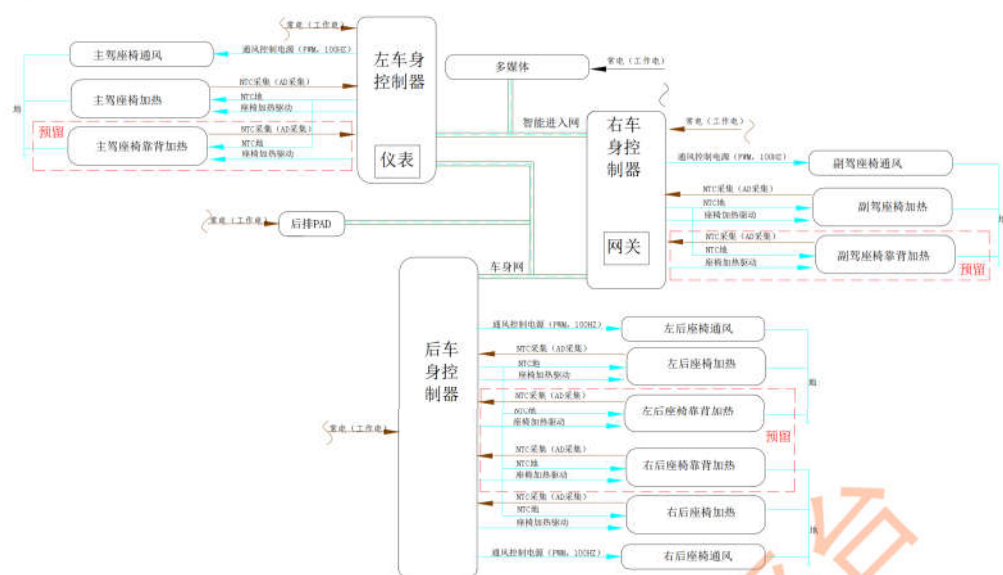 常电（工作电）
主驾座椅通风
通风控制电源（PWM，100HZ）
左车身
控制器
仪表
NTC采集（AD采集）
主驾座椅加热
NTC地
座椅加热驱动
地
预留
NTC采集（AD采集）
主驾座椅靠背加热
NTC地
座椅加热驱动
多媒体
常电（工作电）
智能进入网
右车
身控
制器
网关
常电（工作电）
通风控制电源（PWM，100HZ）
副驾座椅通风
NTC采集（AD采集）
NTC地
座椅加热驱动
副驾座椅加热
地
NTC采集（AD采集）
NTC地
座椅加热驱动
副驾座椅靠背加热
预留
常电（工作电）
后排PAD
车身网
后车
身控
制器
常电（工作电）
通风控制电源（PWM，100HZ）
左后座椅通风
NTC采集（AD采集）
NTC地
座椅加热驱动
左后座椅加热
地
NTC采集（AD采集）
NTC地
座椅加热驱动
左后座椅靠背加热
预留
NTC采集（AD采集）
NTC地
座椅加热驱动
右后座椅靠背加热
NTC采集（AD采集）
NTC地
座椅加热驱动
右后座椅加热
地
通风控制电源（PWM，100HZ）
右后座椅通风